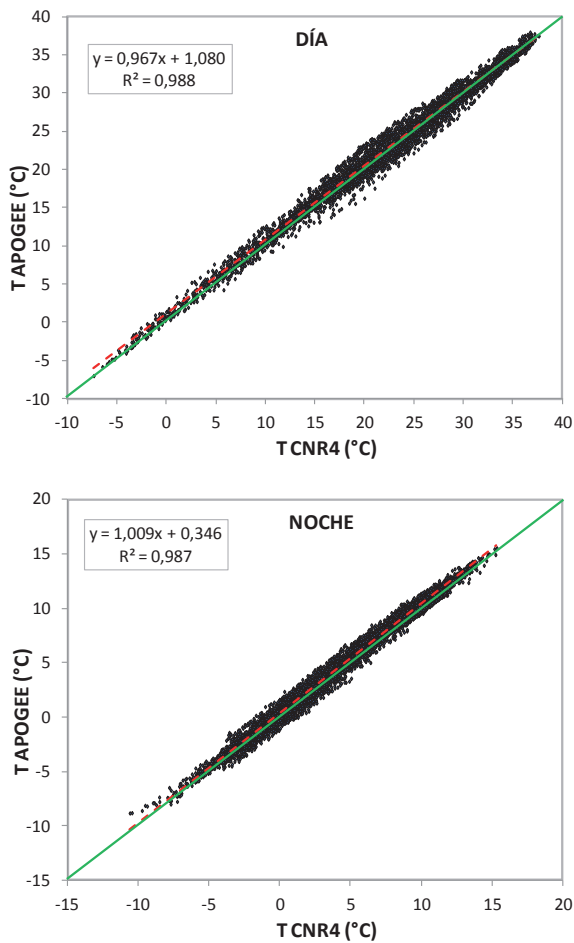 DÍA
y = 0,967x + 1,080
R² = 0,988
40
35
30
25
20
15
10
5
0
-5
-10
T APOGEE (°C)
-10 -5 0 5 10 15 20 25 30 35 40
T CNR4 (°C)
NOCHE
y = 1,009x + 0,346
R² = 0,987
20
15
10
5
0
-5
-10
-15
T APOGEE (°C)
-15 -10 -5 0 5 10 15 20
T CNR4 (°C)